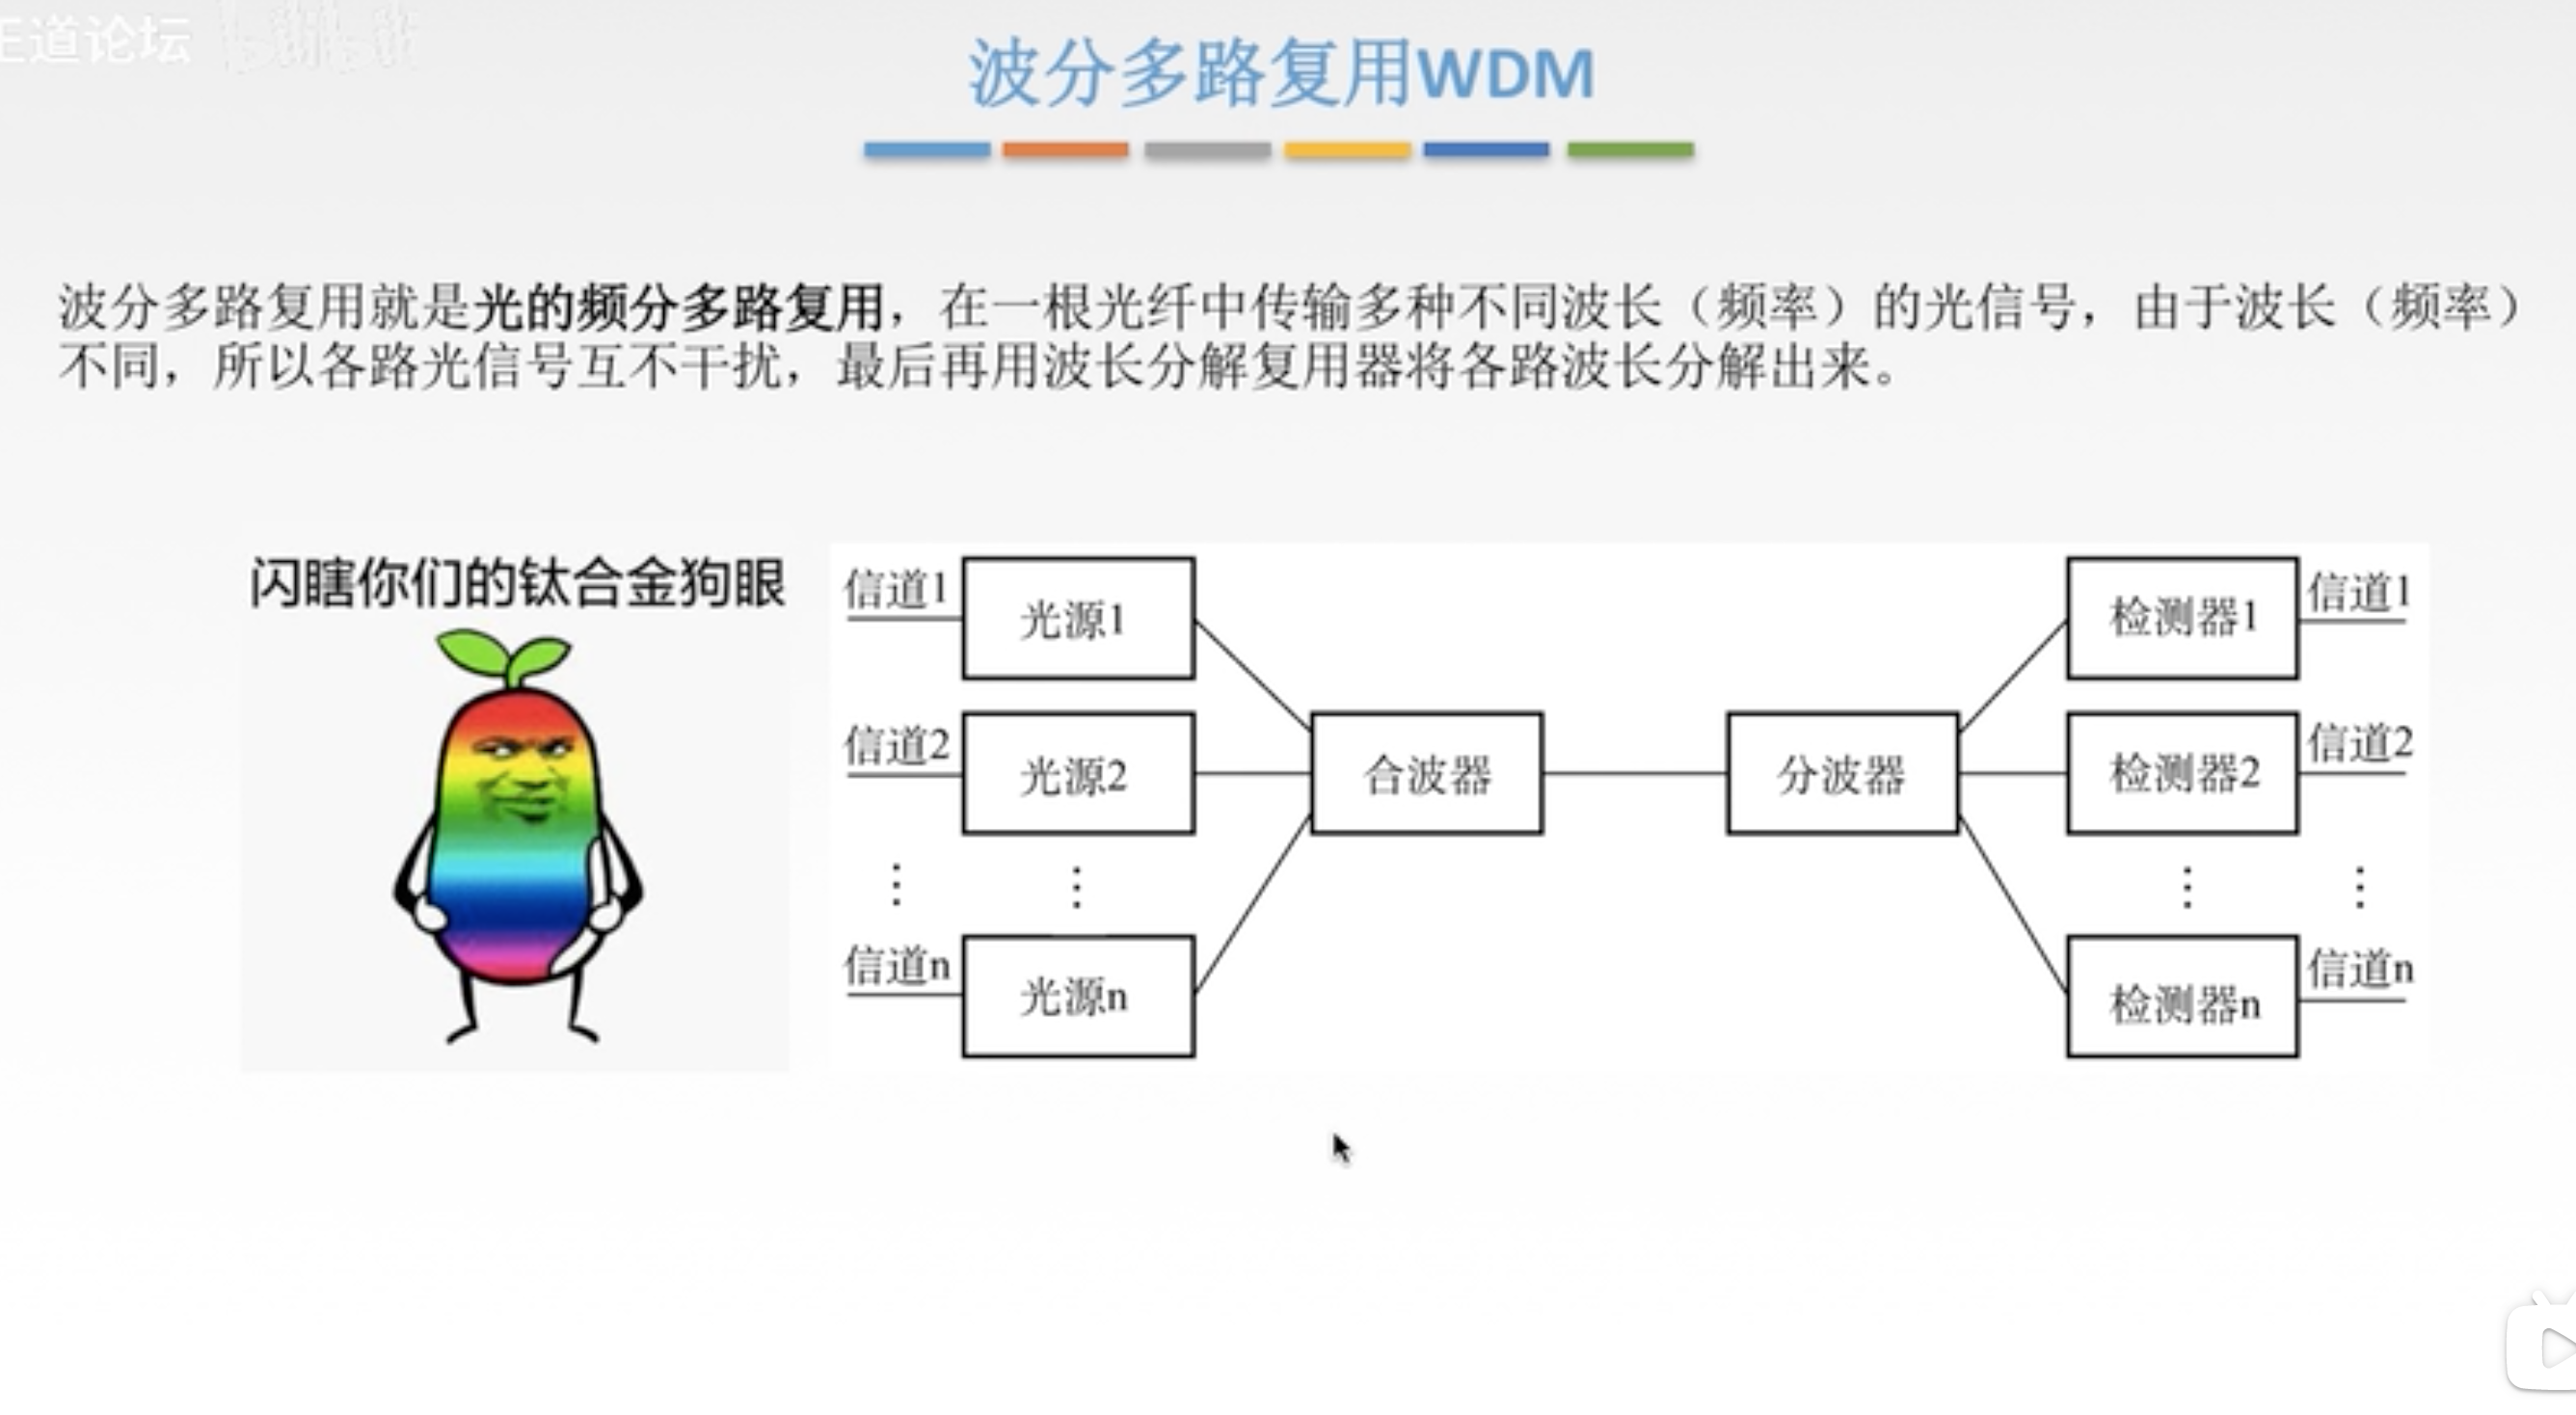 王道论坛
bilibili
波分多路复用WDM
波分多路复用就是光的频分多路复用，在一根光纤中传输多种不同波长（频率）的光信号，由于波长（频率）
不同，所以各路光信号互不干扰，最后再用波长分解复用器将各路波长分解出来。
闪瞎你们的钛合金狗眼
信道1
光源1
检测器1
信道1
信道2
光源2
合波器
分波器
检测器2
信道2
⋮
⋮
⋮
⋮
信道n
光源n
检测器n
信道n